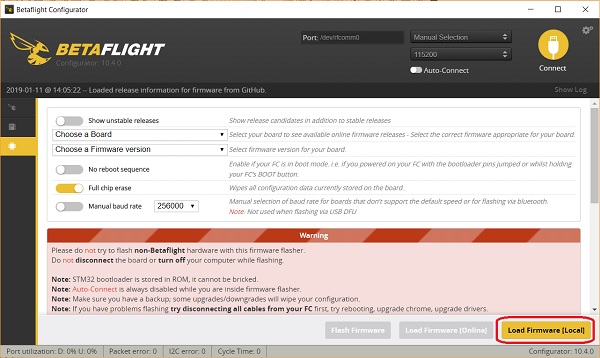 Betaflight Configurator
BETAFLIGHT
Configurator: 10.4.0
Port: /dev/rfcomm0
Manual Selection
115200
Auto-Connect
Connect
2019-01-11 @ 14:05:22 -- Loaded release information for firmware from GitHub.
Show Log
Show unstable releases
Show release candidates in addition to stable releases
Choose a Board
Select your board to see available online firmware releases - Select the correct firmware appropriate for your board.
Choose a Firmware version
Select firmware version for your board.
No reboot sequence
Enable if your FC is in boot mode. i.e. if you powered on your FC with the bootloader pins jumped or whilst holding
your FC's BOOT button.
Full chip erase
Wipes all configuration data currently stored on the board.
Manual baud rate
256000
Manual selection of baud rate for boards that don't support the default speed or for flashing via bluetooth.
Note: Not used when flashing via USB DFU
Warning
Please do not try to flash non-Betaflight hardware with this firmware flasher.
Do not disconnect the board or turn off your computer while flashing.
Note: STM32 bootloader is stored in ROM, it cannot be bricked.
Note: Auto-Connect is always disabled while you are inside firmware flasher.
Note: Make sure you have a backup; some upgrades/downgrades will wipe your configuration.
Note: If you have problems flashing try disconnecting all cables from your FC first, try rebooting, upgrade chrome, upgrade drivers.
Flash Firmware
Load Firmware [Online]
Load Firmware [Local]
Port utilization: D: 0% U: 0%
Packet error: 0
I2C error: 0
Cycle Time: 0
Configurator: 10.4.0